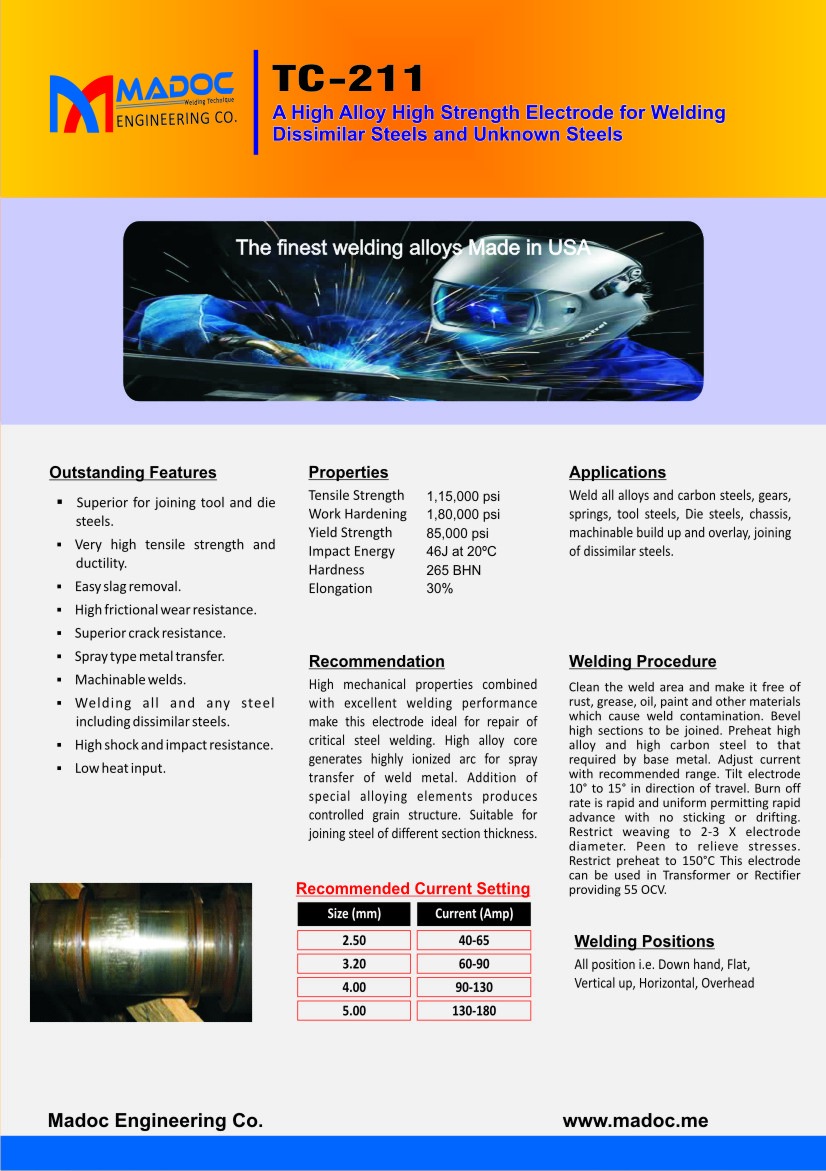 MADOC
Welding Technique
ENGINEERING CO.
TC-211
A High Alloy High Strength Electrode for Welding
Dissimilar Steels and Unknown Steels
The finest welding alloys Made in USA
optrel
Outstanding Features
▪ Superior for joining tool and die
steels.
▪ Very high tensile strength and
ductility.
▪ Easy slag removal.
▪ High frictional wear resistance.
▪ Superior crack resistance.
▪ Spray type metal transfer.
▪ Machinable welds.
▪ Welding all and any steel
including dissimilar steels.
▪ High shock and impact resistance.
▪ Low heat input.
Properties
Tensile Strength 1,15,000 psi
Work Hardening 1,80,000 psi
Yield Strength 85,000 psi
Impact Energy 46J at 20ºC
Hardness 265 BHN
Elongation 30%
Applications
Weld all alloys and carbon steels, gears,
springs, tool steels, Die steels, chassis,
machinable build up and overlay, joining
of dissimilar steels.
Recommendation
High mechanical properties combined
with excellent welding performance
make this electrode ideal for repair of
critical steel welding. High alloy core
generates highly ionized arc for spray
transfer of weld metal. Addition of
special alloying elements produces
controlled grain structure. Suitable for
joining steel of different section thickness.
Welding Procedure
Clean the weld area and make it free of
rust, grease, oil, paint and other materials
which cause weld contamination. Bevel
high sections to be joined. Preheat high
alloy and high carbon steel to that
required by base metal. Adjust current
with recommended range. Tilt electrode
10° to 15° in direction of travel. Burn off
rate is rapid and uniform permitting rapid
advance with no sticking or drifting.
Restrict weaving to 2-3 X electrode
diameter. Peen to relieve stresses.
Restrict preheat to 150°C This electrode
can be used in Transformer or Rectifier
providing 55 OCV.
Recommended Current Setting
Size (mm) Current (Amp)
2.50 40-65
3.20 60-90
4.00 90-130
5.00 130-180
Welding Positions
All position i.e. Down hand, Flat,
Vertical up, Horizontal, Overhead
Madoc Engineering Co.
www.madoc.me